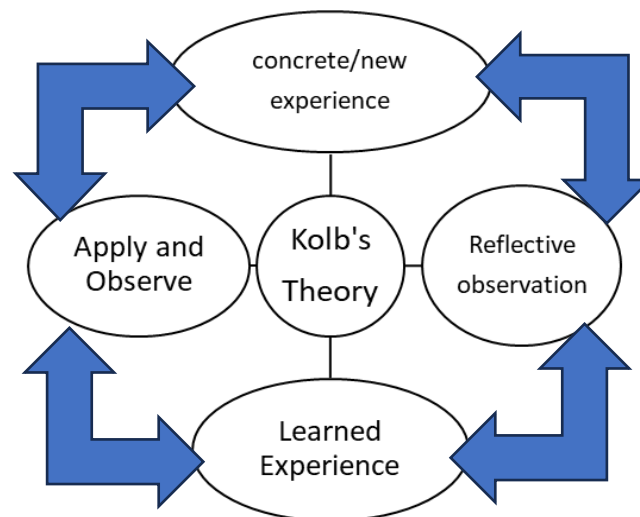 concrete/new
experience
Apply and
Observe
Kolb's
Theory
Reflective
observation
Learned
Experience